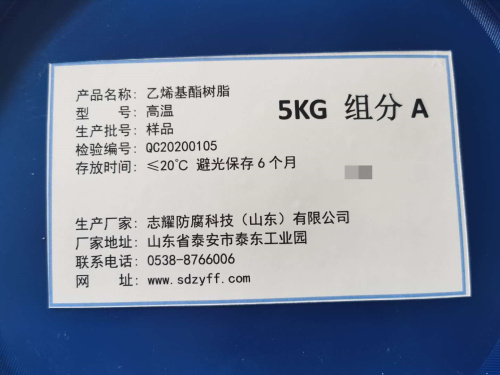 产品名称：乙烯基酯树脂
型 号：高温
生产批号：样品
检验编号：QC20200105
存放时间：≤20℃ 避光保存6个月
5KG 组分A
生产厂家：志耀防腐科技（山东）有限公司
厂家地址：山东省泰安市泰东工业园
联系电话：0538-8766006
网 址：www.sdzyff.com